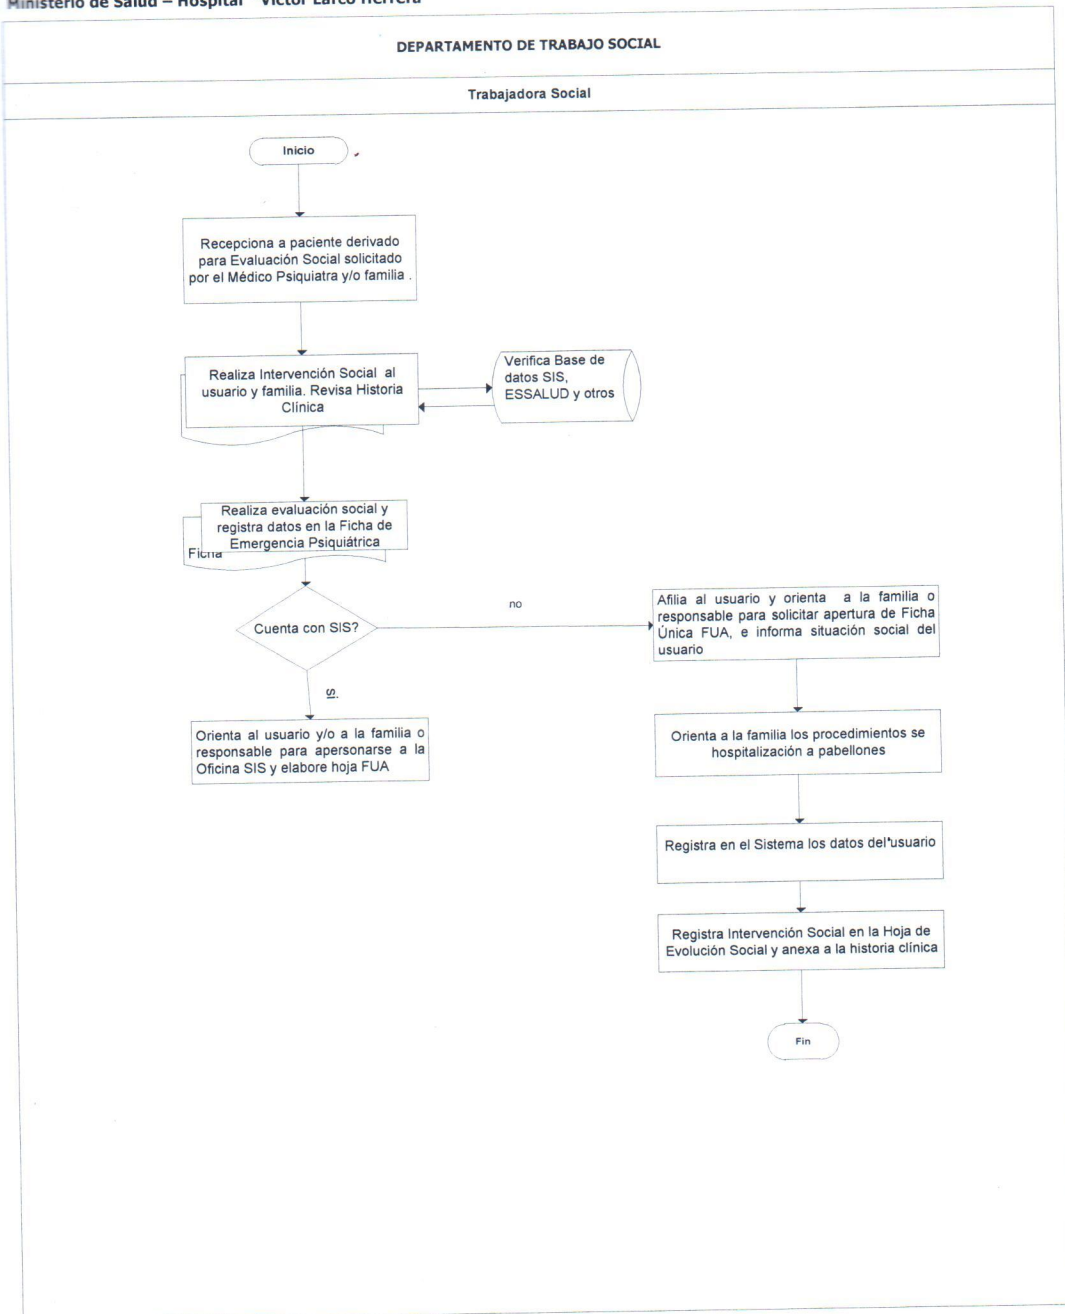 Ministerio de Salud – Hospital "Víctor Larco Herrera"
DEPARTAMENTO DE TRABAJO SOCIAL
Trabajadora Social
Inicio
Recepciona a paciente derivado
para Evaluación Social solicitado
por el Médico Psiquiatra y/o familia .
Realiza Intervención Social al
usuario y familia. Revisa Historia
Clínica
Verifica Base de
datos SIS,
ESSALUD y otros
Realiza evaluación social y
registra datos en la Ficha de
Emergencia Psiquiátrica
Ficha
Cuenta con SIS?
no
Afilia al usuario y orienta a la familia o
responsable para solicitar apertura de Ficha
Única FUA, e informa situación social del
usuario
SI.
Orienta al usuario y/o a la familia o
responsable para apersonarse a la
Oficina SIS y elabore hoja FUA
Orienta a la familia los procedimientos se
hospitalización a pabellones
Registra en el Sistema los datos del usuario
Registra Intervención Social en la Hoja de
Evolución Social y anexa a la historia clínica
Fin